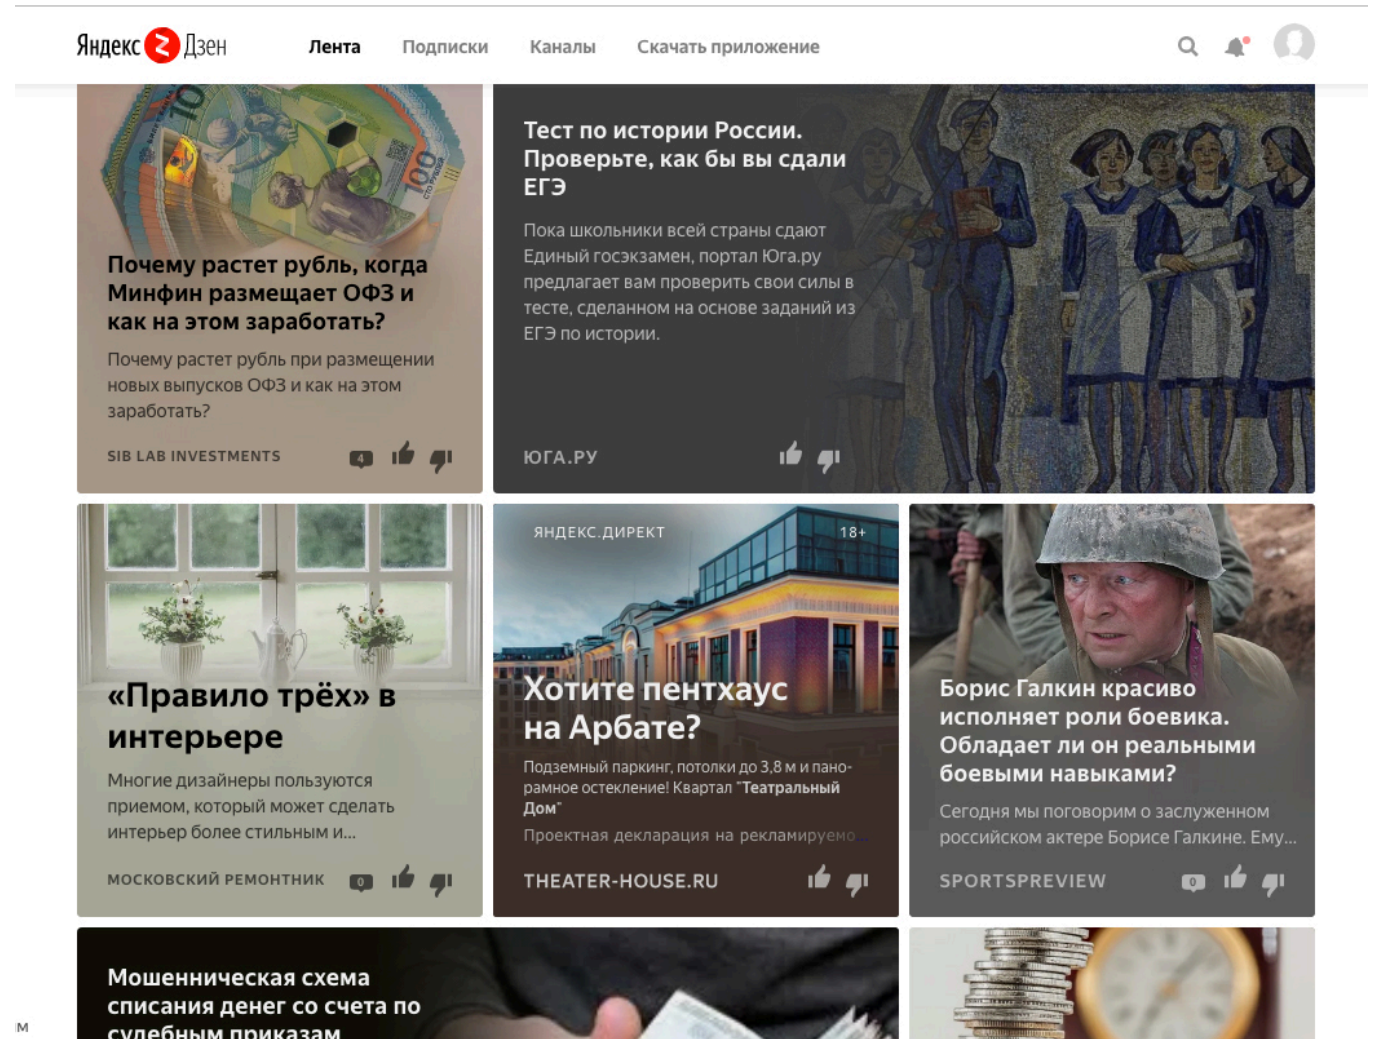 Яндекс Дзен
Лента
Подписки
Каналы
Скачать приложение
100
100
СТО РУБЛЕЙ
Почему растет рубль, когда
Минфин размещает ОФЗ и
как на этом заработать?
Почему растет рубль при размещении
новых выпусков ОФЗ и как на этом
заработать?
SIB LAB INVESTMENTS
4
Тест по истории России.
Проверьте, как бы вы сдали
ЕГЭ
Пока школьники всей страны сдают
Единый госэкзамен, портал Юга.ру
предлагает вам проверить свои силы в
тесте, сделанном на основе заданий из
ЕГЭ по истории.
ЮГА.РУ
«Правило трёх» в
интерьере
Многие дизайнеры пользуются
приемом, который может сделать
интерьер более стильным и...
МОСКОВСКИЙ РЕМОНТНИК
0
ЯНДЕКС.ДИРЕКТ
18+
Хотите пентхаус
на Арбате?
Подземный паркинг, потолки до 3,8 м и пано-
рамное остекление! Квартал "Театральный
Дом"
Проектная декларация на рекламируемо...
THEATER-HOUSE.RU
Борис Галкин красиво
исполняет роли боевика.
Обладает ли он реальными
боевыми навыками?
Сегодня мы поговорим о заслуженном
российском актере Борисе Галкине. Ему...
SPORTSPREVIEW
0
Мошенническая схема
списания денег со счета по
судебным приказам
им